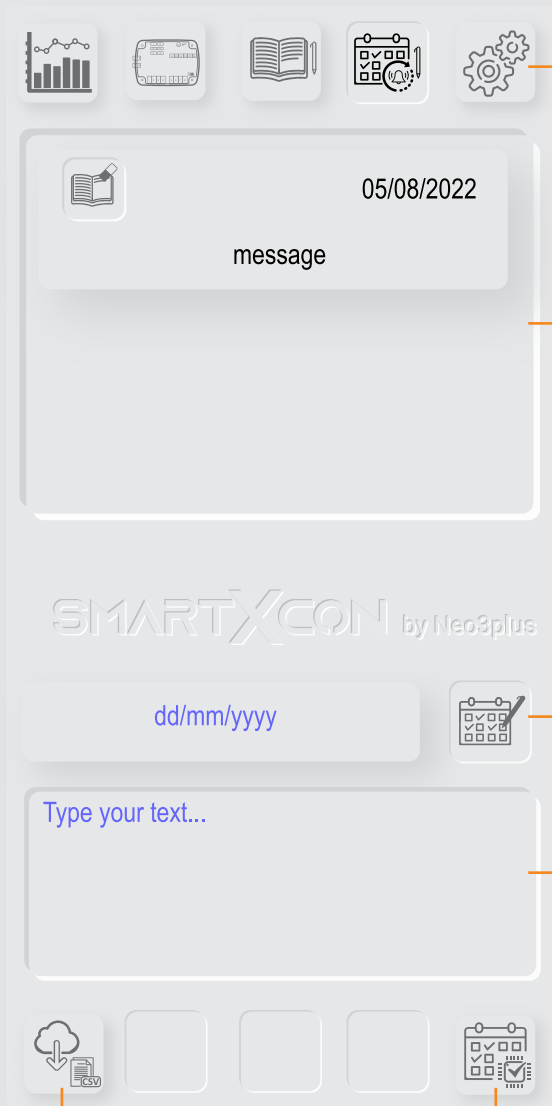 05/08/2022
message
SMARTXCON by Neo3plus
dd/mm/yyyy
Type your text...
CSV